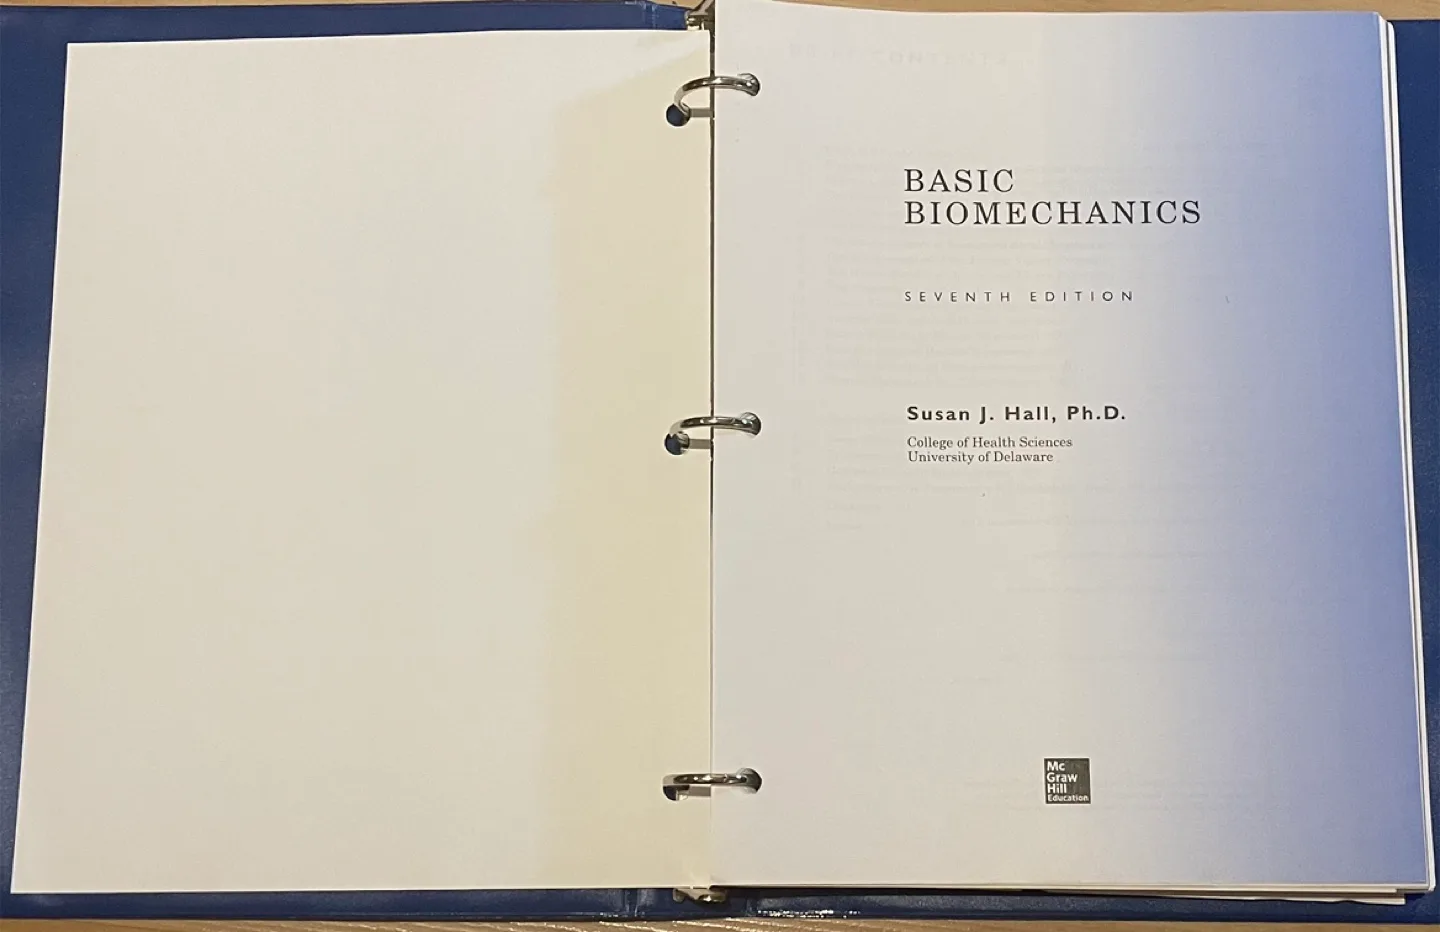 BASIC
BIOMECHANICS
SEVENTH EDITION
Susan J. Hall, Ph.D.
College of Health Sciences
University of Delaware
Mc
Graw
Hill
Education